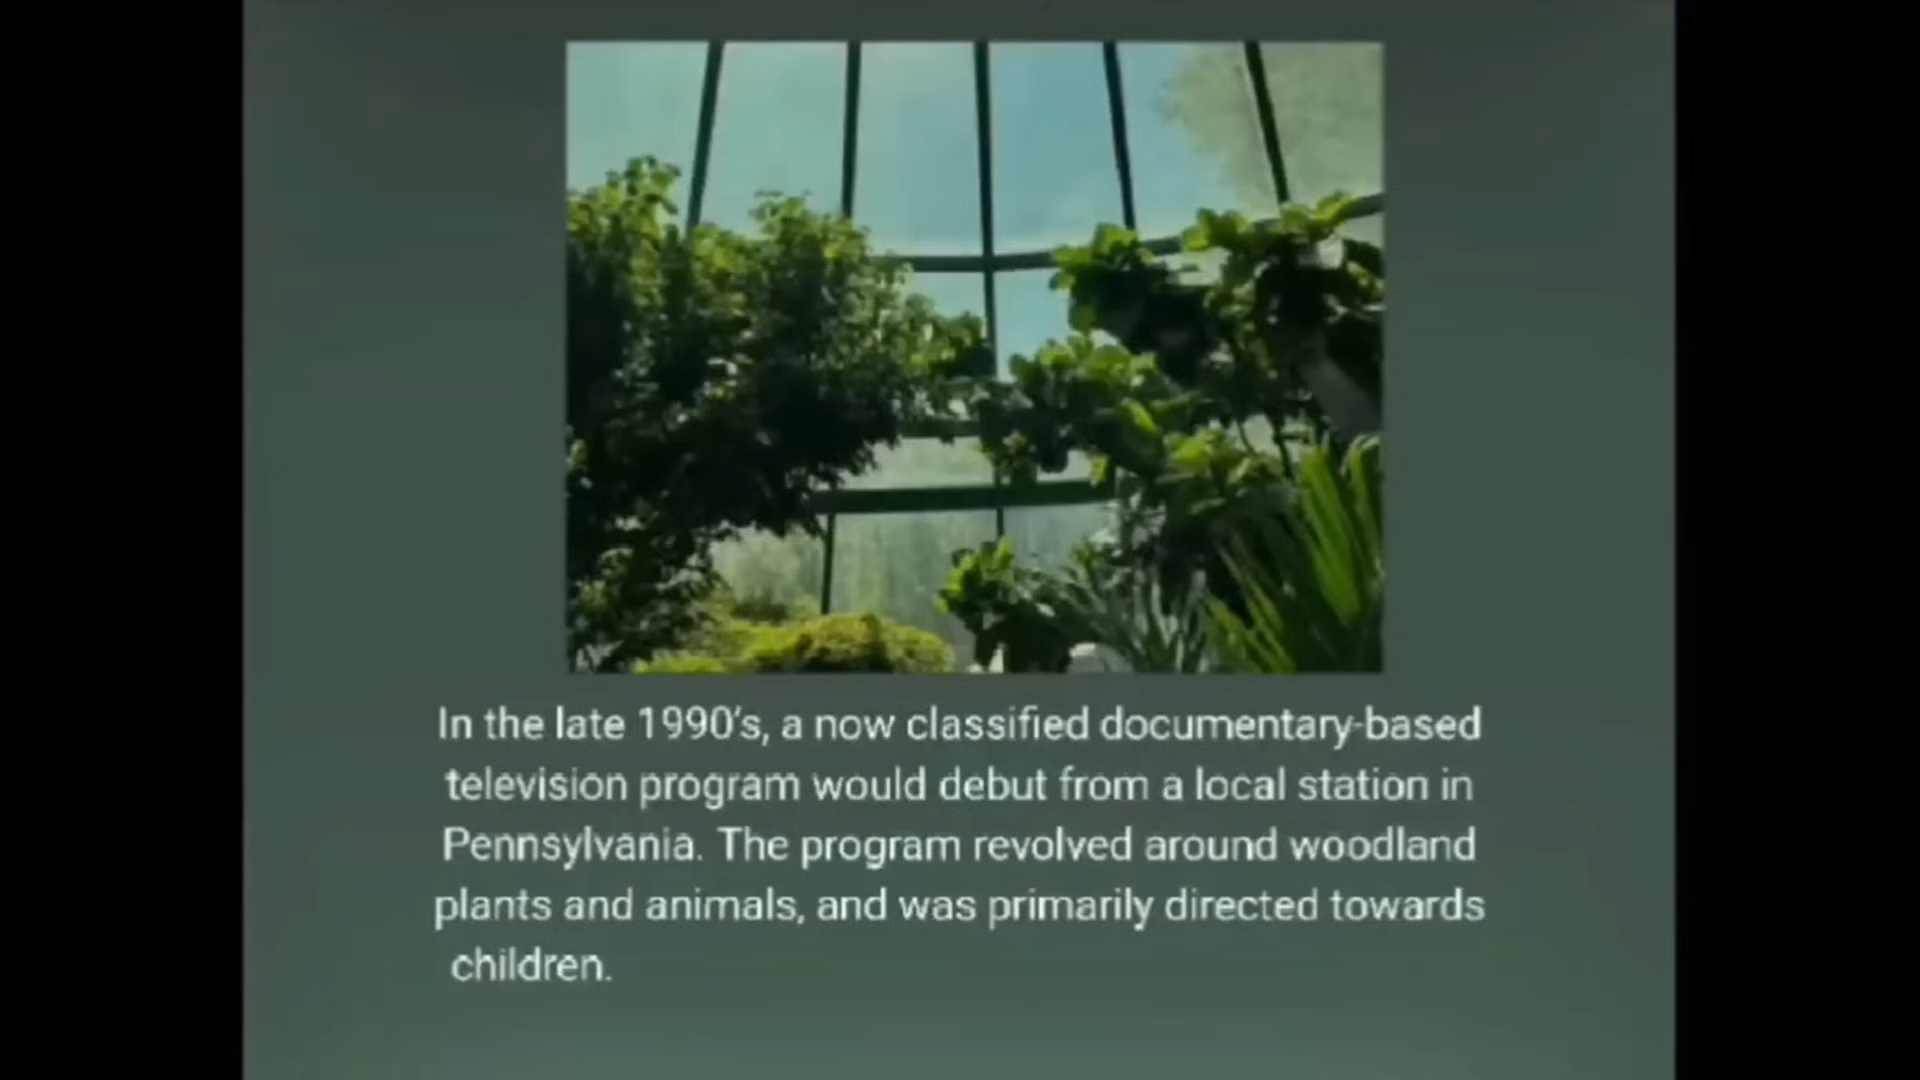 In the late 1990's, a now classified documentary-based
television program would debut from a local station in
Pennsylvania. The program revolved around woodland
plants and animals, and was primarily directed towards
children.